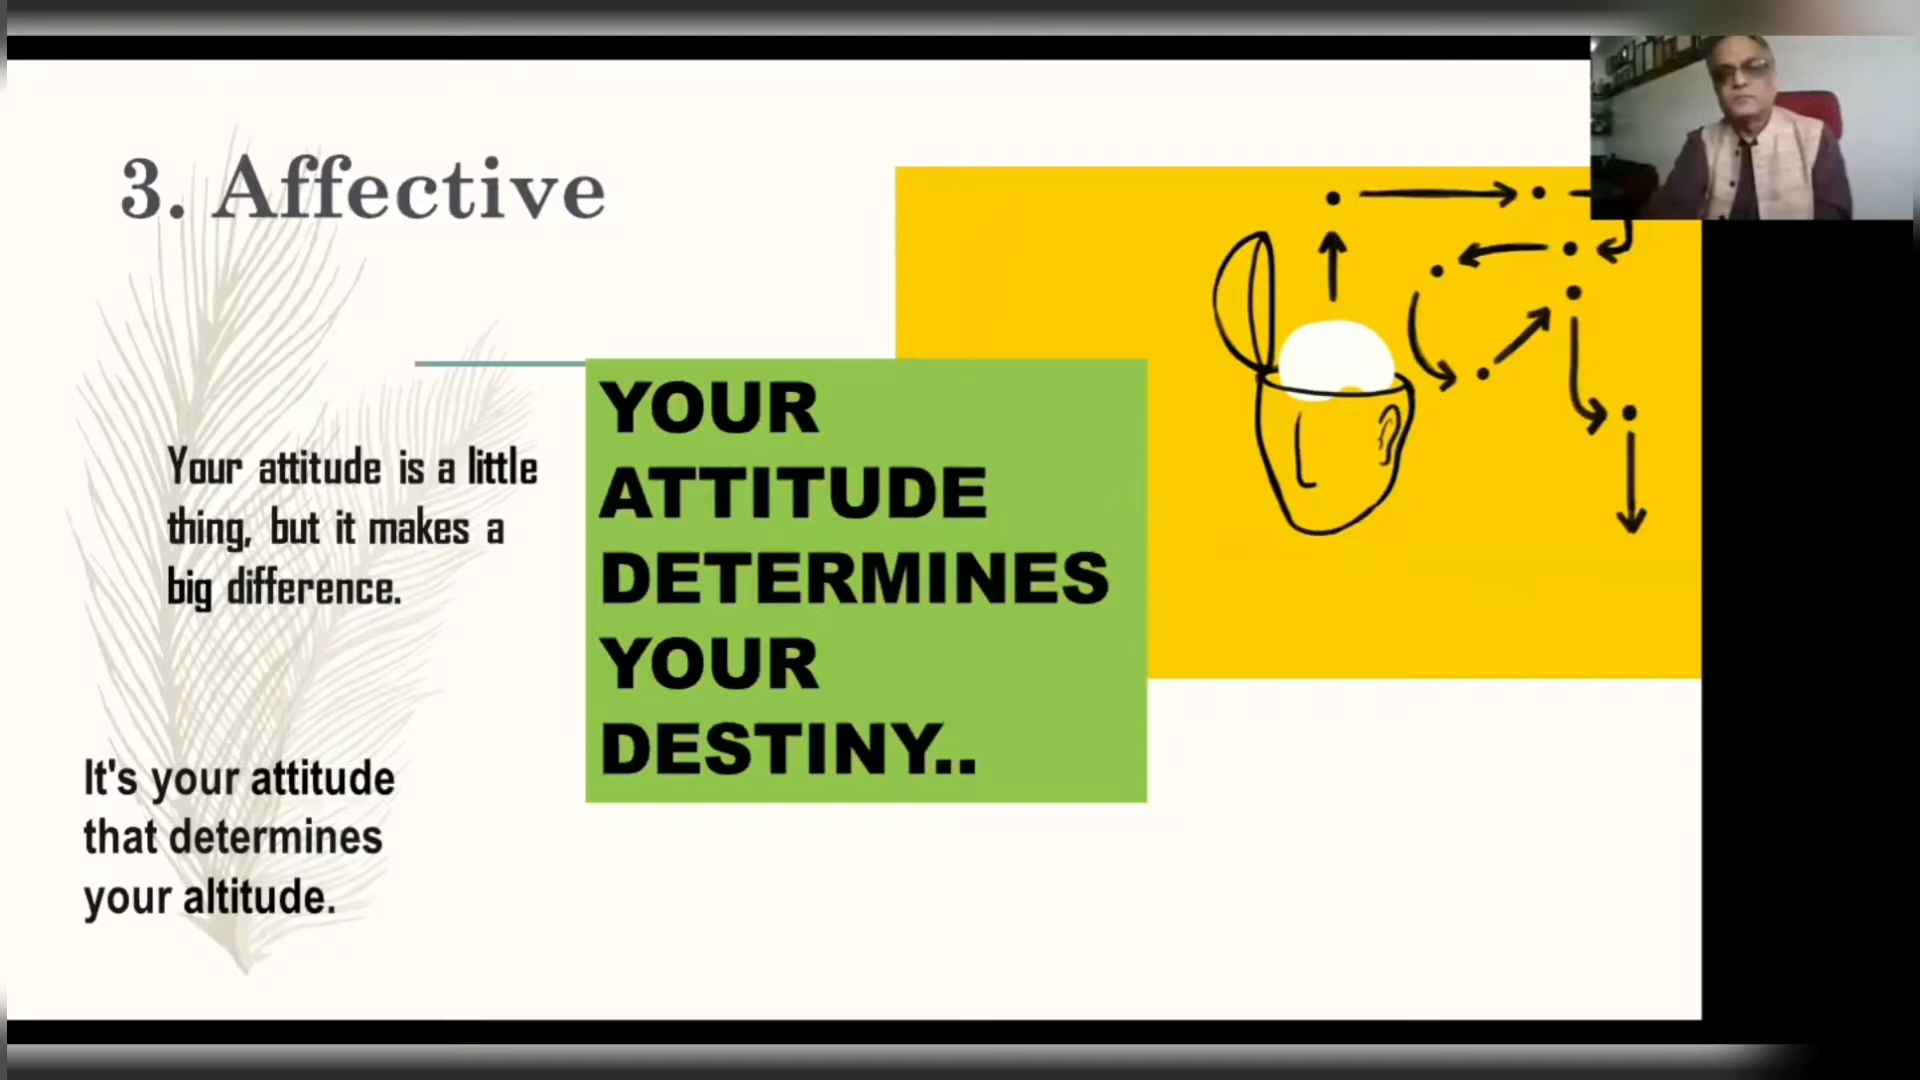 3. Affective
Your attitude is a little
thing, but it makes a
big difference.
YOUR
ATTITUDE
DETERMINES
YOUR
DESTINY..
It's your attitude
that determines
your altitude.